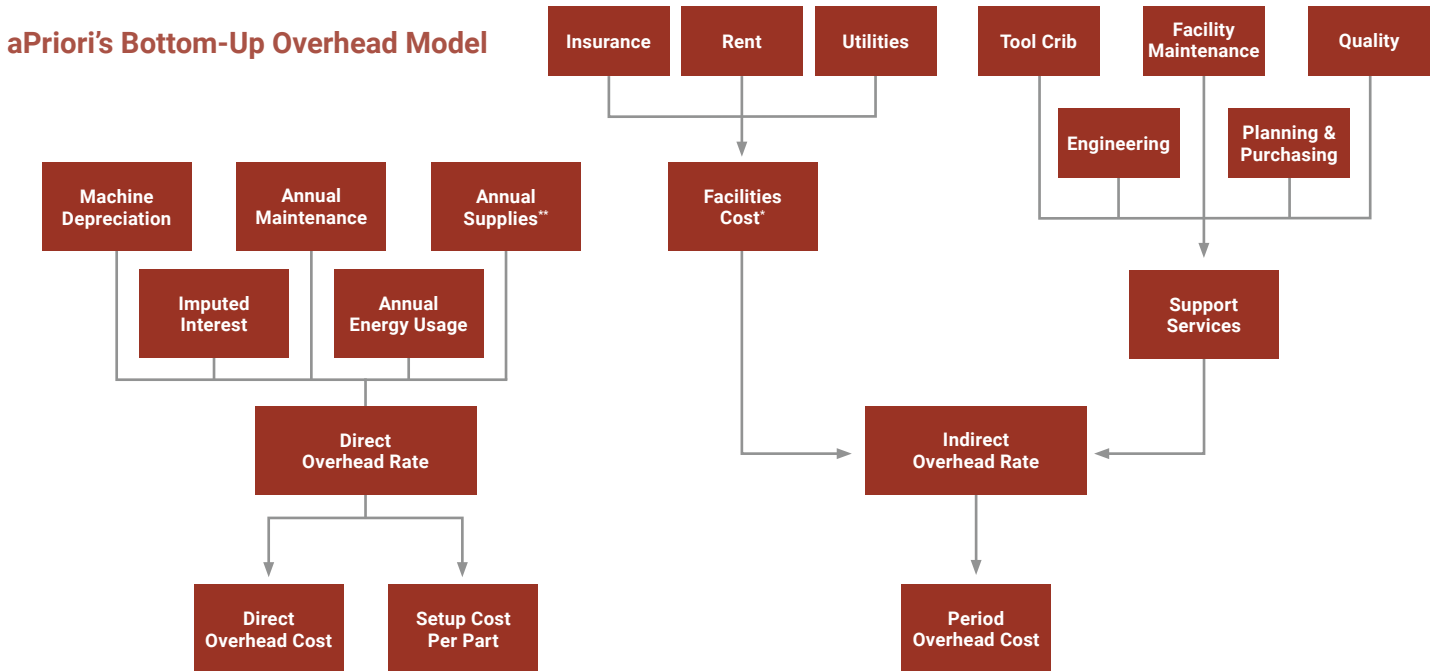 aPriori’s Bottom-Up Overhead Model
Insurance
Rent
Utilities
Tool Crib
Facility
Maintenance
Quality
Engineering
Planning &
Purchasing
Machine
Depreciation
Annual
Maintenance
Annual
Supplies**
Facilities
Cost*
Imputed
Interest
Annual
Energy Usage
Support
Services
Direct
Overhead Rate
Indirect
Overhead Rate
Direct
Overhead Cost
Setup Cost
Per Part
Period
Overhead Cost